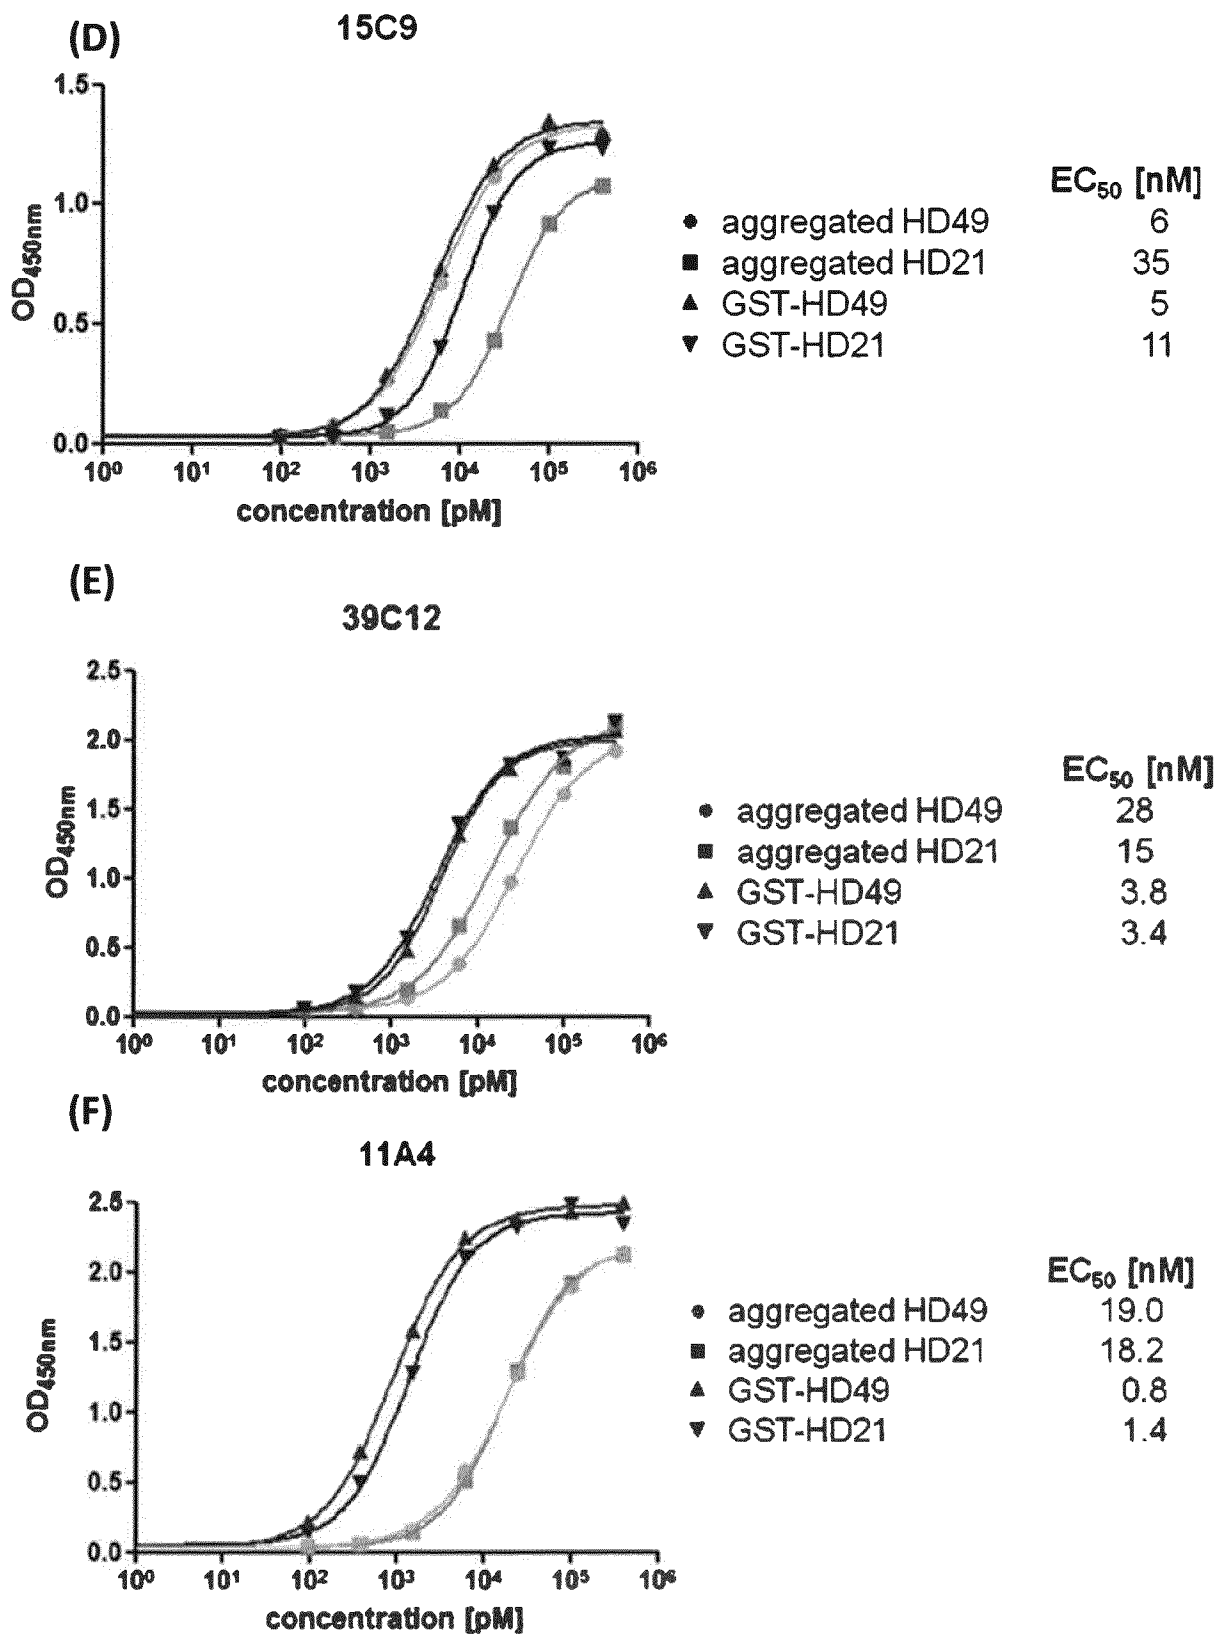 (D)
15C9
1.5
1.0
0.5
0.0
OD450nm
10⁰ 10¹ 10² 10³ 10⁴ 10⁵ 10⁶
concentration [pM]
EC50 [nM]
aggregated HD49 6
aggregated HD21 35
GST-HD49 5
GST-HD21 11
(E)
39C12
2.5
2.0
1.5
1.0
0.5
0.0
OD450nm
10⁰ 10¹ 10² 10³ 10⁴ 10⁵ 10⁶
concentration [pM]
EC50 [nM]
aggregated HD49 28
aggregated HD21 15
GST-HD49 3.8
GST-HD21 3.4
(F)
11A4
2.5
2.0
1.5
1.0
0.5
0.0
OD450nm
10⁰ 10¹ 10² 10³ 10⁴ 10⁵ 10⁶
concentration [pM]
EC50 [nM]
aggregated HD49 19.0
aggregated HD21 18.2
GST-HD49 0.8
GST-HD21 1.4